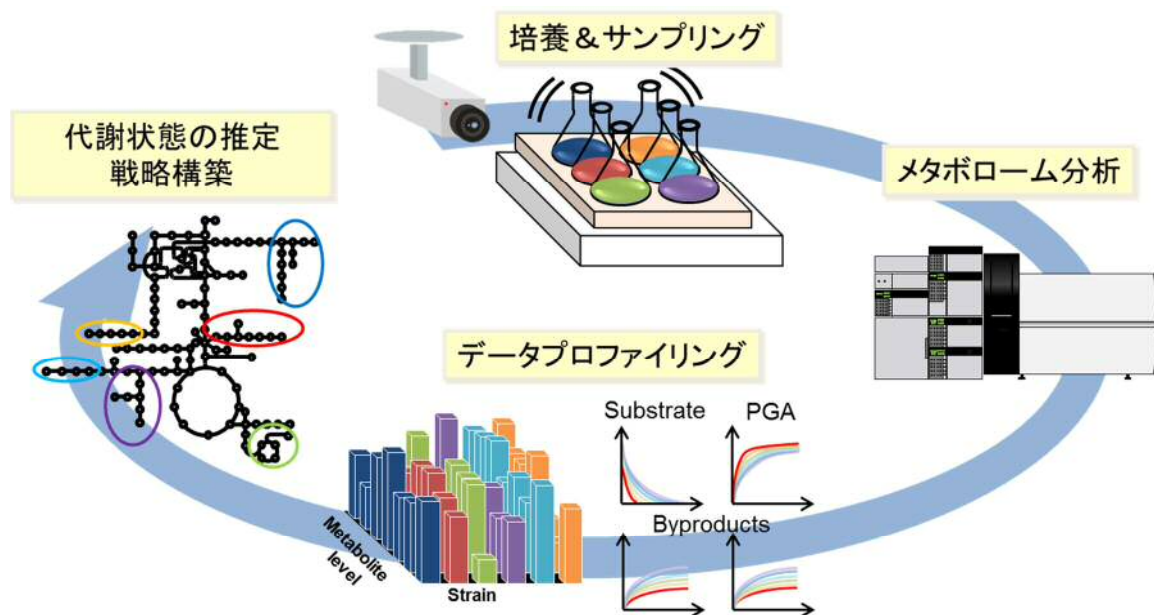 培養＆サンプリング
代謝状態の推定
戦略構築
メタボローム分析
データプロファイリング
Substrate
PGA
Byproducts
Metabolite
level
Strain